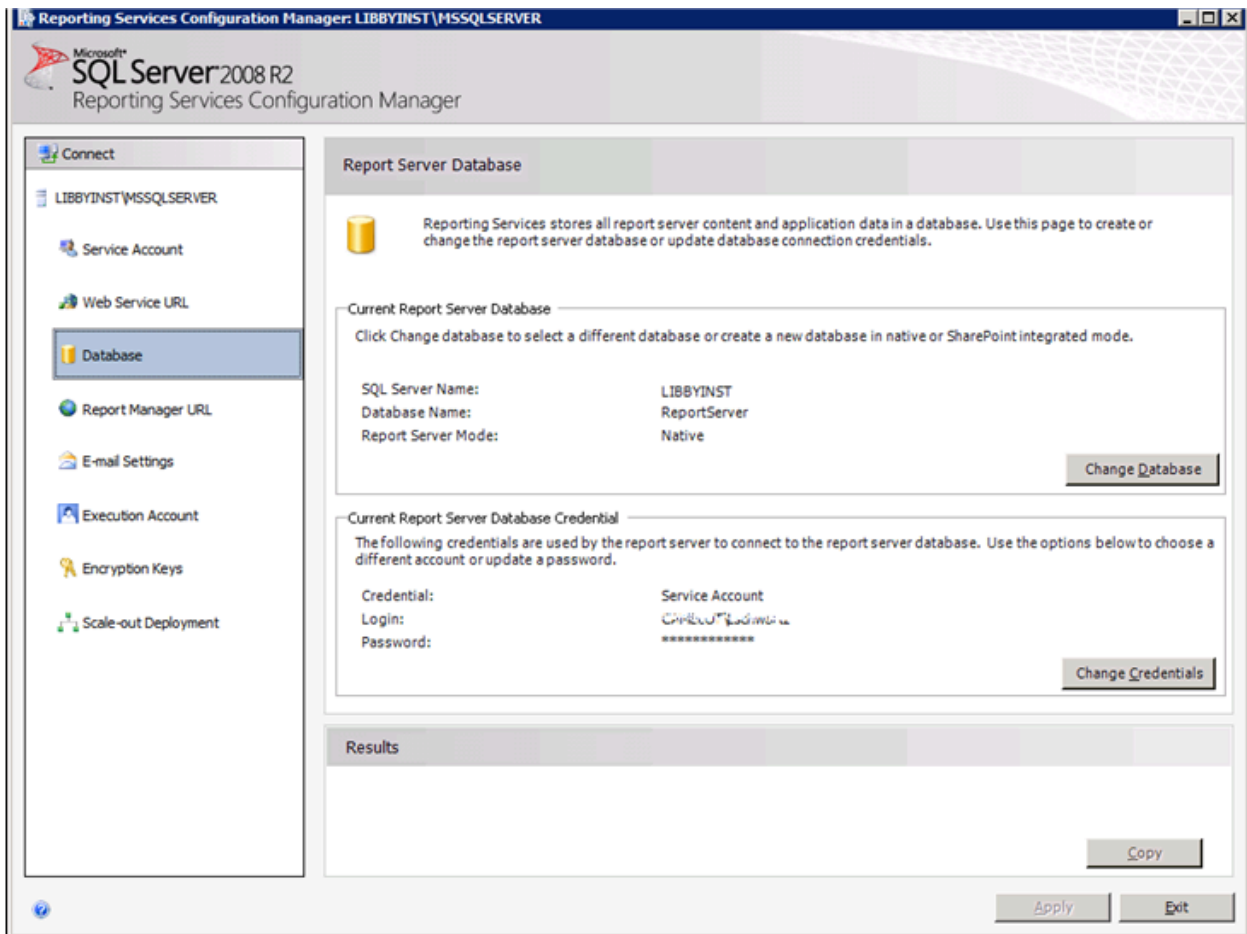 Reporting Services Configuration Manager: LIBBYINST\MSSQLSERVER
Microsoft
SQL Server 2008 R2
Reporting Services Configuration Manager
Connect
LIBBYINST\MSSQLSERVER
Service Account
Web Service URL
Database
Report Manager URL
E-mail Settings
Execution Account
Encryption Keys
Scale-out Deployment
Report Server Database
Reporting Services stores all report server content and application data in a database. Use this page to create or
change the report server database or update database connection credentials.
Current Report Server Database
Click Change database to select a different database or create a new database in native or SharePoint integrated mode.
SQL Server Name: LIBBYINST
Database Name: ReportServer
Report Server Mode: Native
Change Database
Current Report Server Database Credential
The following credentials are used by the report server to connect to the report server database. Use the options below to choose a
different account or update a password.
Credential: Service Account
Login:
Password: ************
Change Credentials
Results
Copy
Apply
Exit